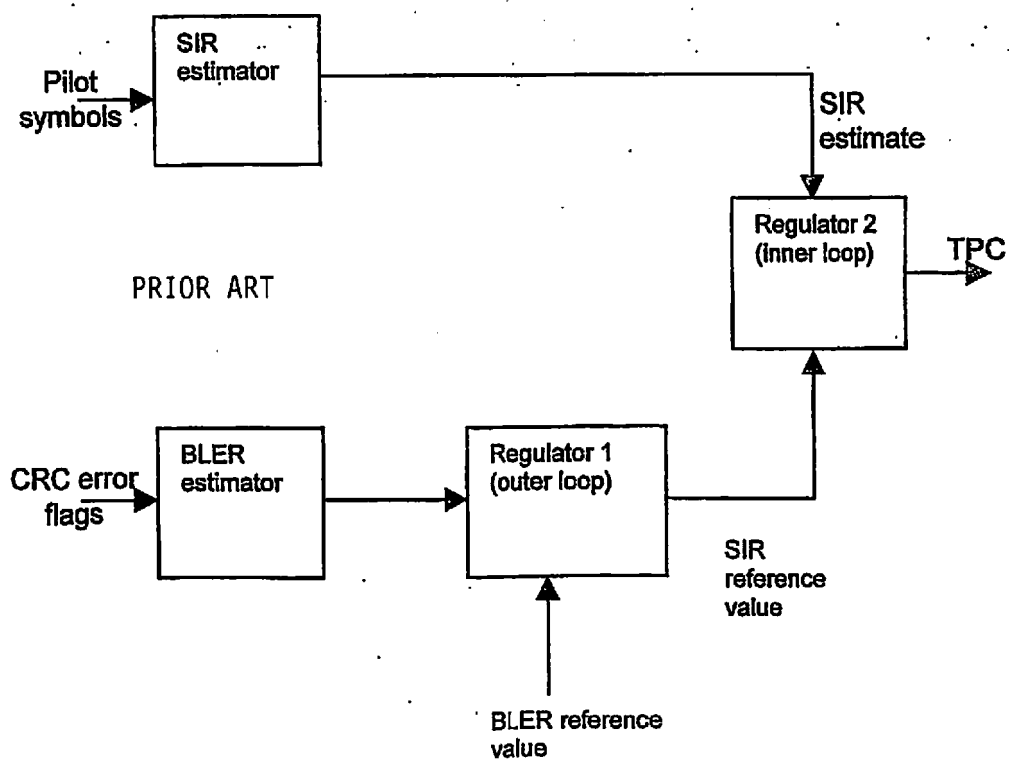 SIR
estimator
Pilot
symbols
SIR
estimate
Regulator 2
(inner loop)
TPC
PRIOR ART
BLER
estimator
CRC error
flags
Regulator 1
(outer loop)
SIR
reference
value
BLER reference
value